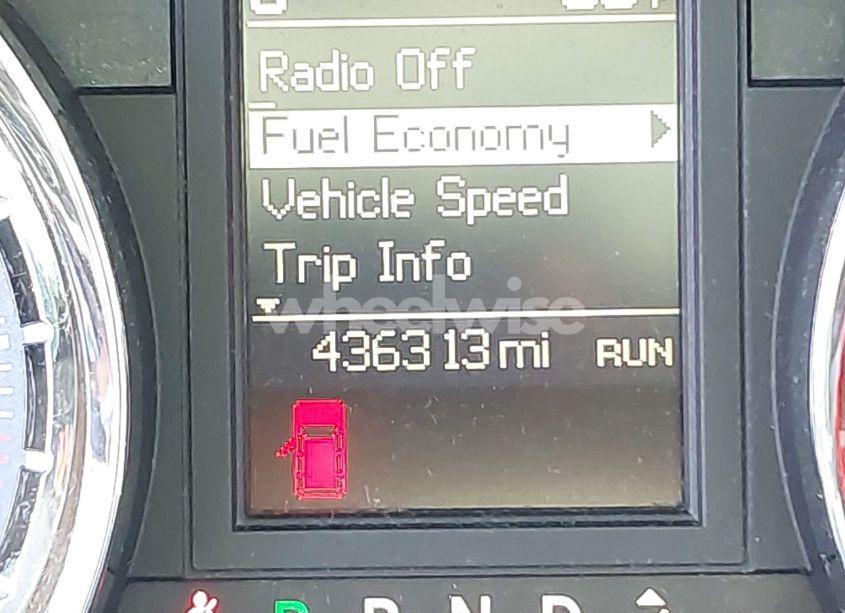 Radio Off
Fuel Economy
Vehicle Speed
Trip Info
wheelwise
436313 mi RUN
P R N D